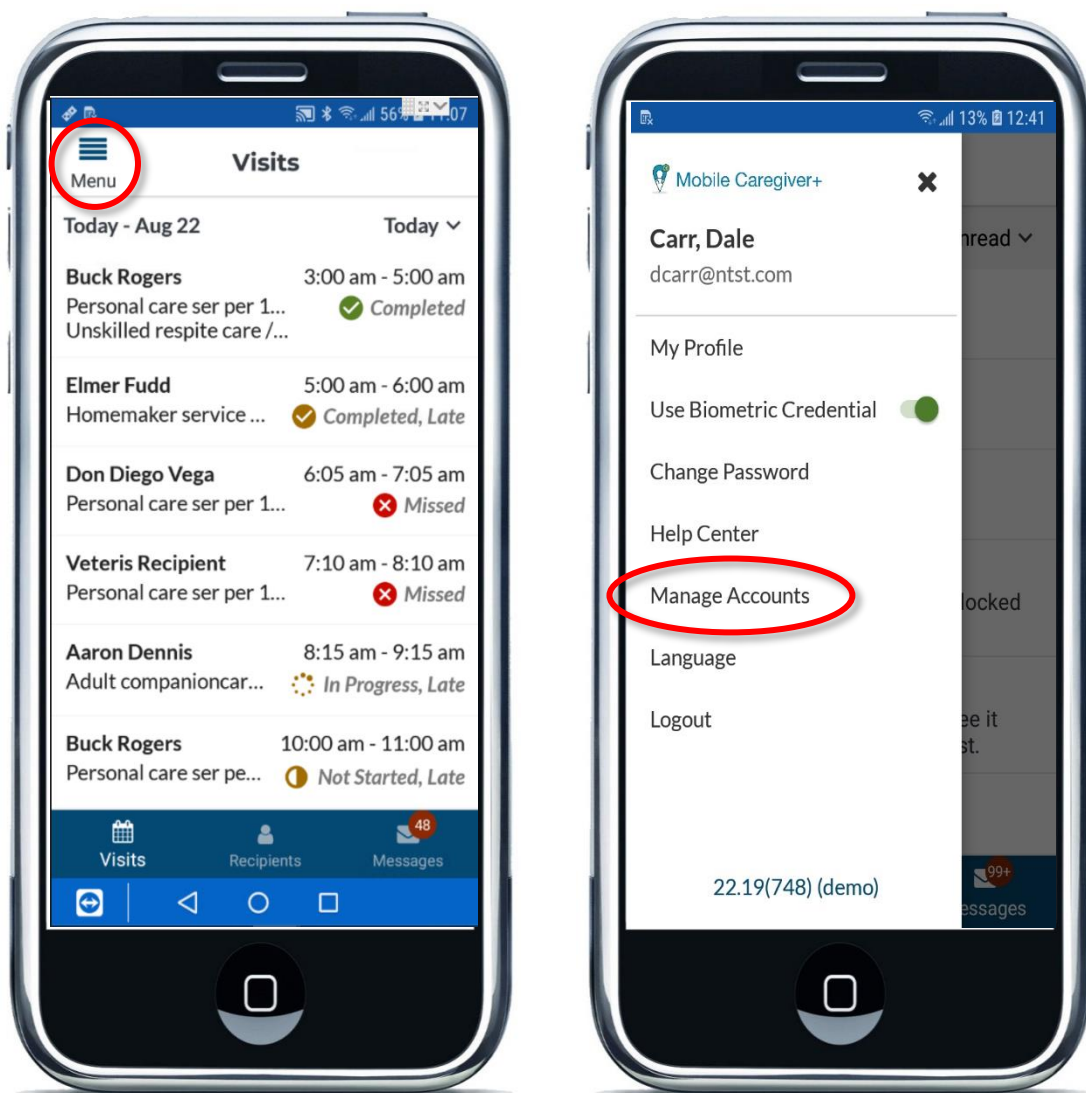 56% 11:07
Menu
Visits
Today - Aug 22 Today
Buck Rogers 3:00 am - 5:00 am
Personal care ser per 1... Completed
Unskilled respite care /...
Elmer Fudd 5:00 am - 6:00 am
Homemaker service ... Completed, Late
Don Diego Vega 6:05 am - 7:05 am
Personal care ser per 1... Missed
Veteris Recipient 7:10 am - 8:10 am
Personal care ser per 1... Missed
Aaron Dennis 8:15 am - 9:15 am
Adult companioncar... In Progress, Late
Buck Rogers 10:00 am - 11:00 am
Personal care ser pe... Not Started, Late
48
Visits Recipients Messages
13% 12:41
Mobile Caregiver+
Carr, Dale
dcarr@ntst.com
nread
My Profile
Use Biometric Credential
Change Password
Help Center
Manage Accounts
locked
Language
Logout
ee it
st.
22.19(748) (demo)
99+
essages